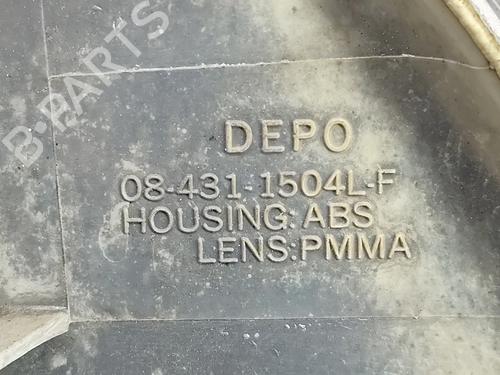 B-PARTS
DEPO
08-431-1504L-F
HOUSING: ABS
LENS:PMMA